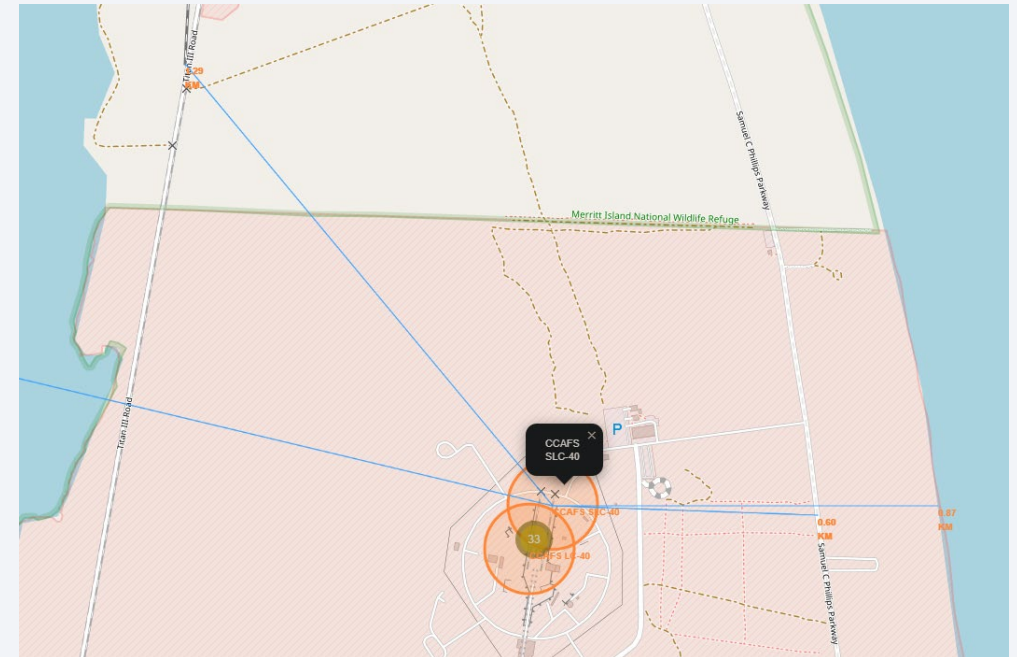 Titan III Road
KM
Samuel C Phillips Parkway
Merritt Island National Wildlife Refuge
Titan III Road
P
CCAFS
SLC-40
×
CCAFS SLC-40
33
0.87
KM
0.60
KM
Samuel C Phillips Parkway